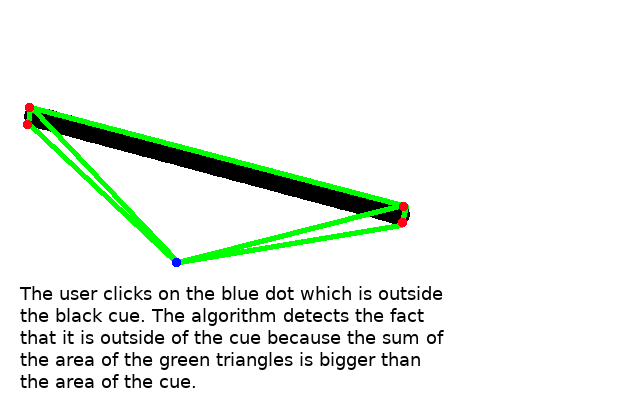 The user clicks on the blue dot which is outside
the black cue. The algorithm detects the fact
that it is outside of the cue because the sum of
the area of the green triangles is bigger than
the area of the cue.